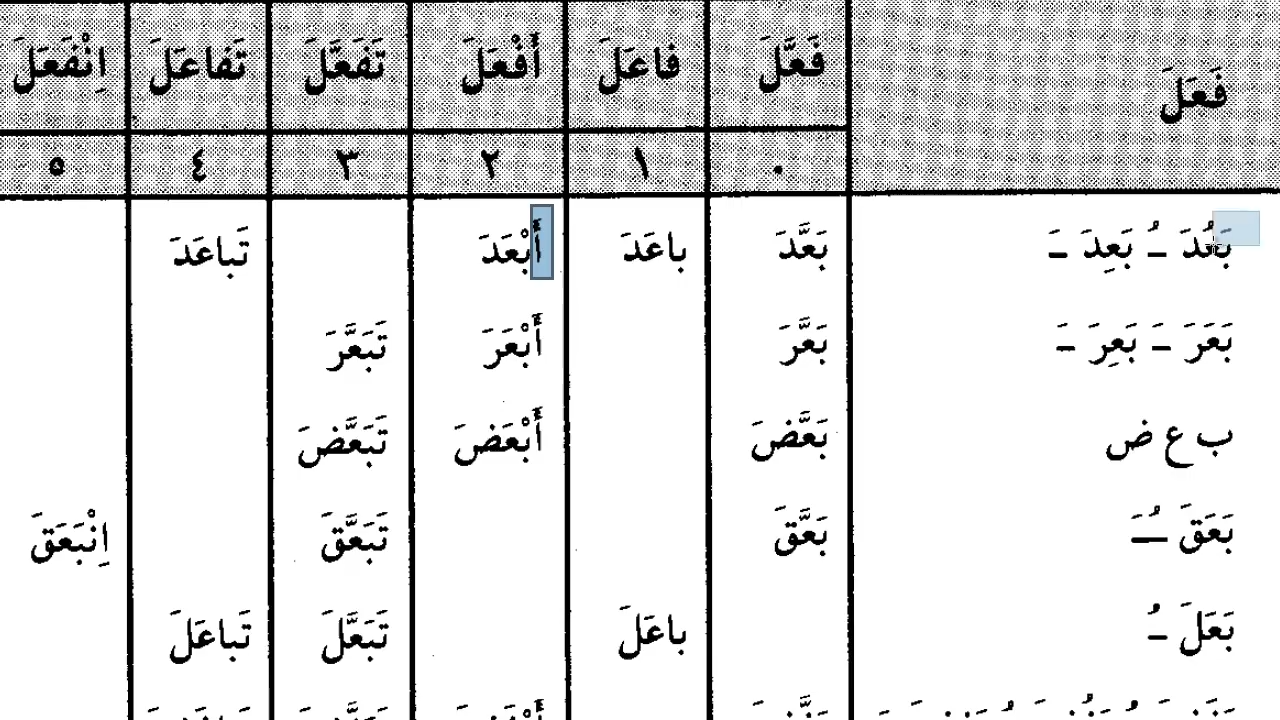 فَعَلَ فَعَّلَ فاعَلَ أَفْعَلَ تَفَعَّلَ تَفاعَلَ اِنْفَعَلَ
٠ ١ ٢ ٣ ٤ ٥
بَعُدَ ـُ بَعِدَ ـَ بَعَّدَ باعَدَ أَبْعَدَ تَباعَدَ
بَعَرَ ـَ بَعِرَ ـَ بَعَّرَ أَبْعَرَ تَبَعَّرَ
ب ع ض بَعَّضَ أَبْعَضَ تَبَعَّضَ
بَعَقَ ـُـَ بَعَّقَ تَبَعَّقَ اِنْبَعَقَ
بَعَلَ ـُ باعَلَ تَبَعَّلَ تَباعَلَ